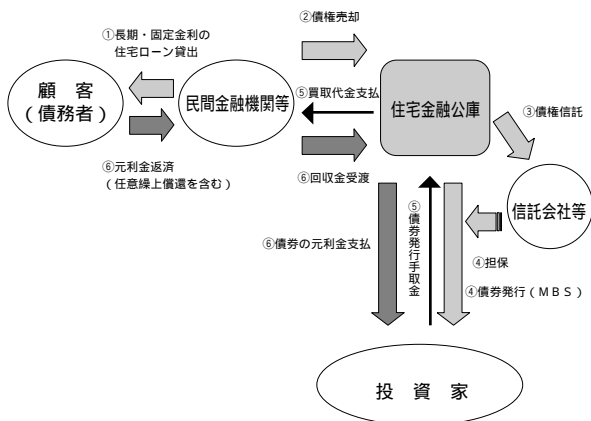 ①長期・固定金利の
住宅ローン貸出
②債権売却
顧　客
（債務者）
民間金融機関等
⑤買取代金支払
住宅金融公庫
③債権信託
⑥元利金返済
（任意繰上償還を含む）
⑥回収金受渡
信託会社等
⑥債券の元利金支払
⑤債券発行手取金
④担保
④債券発行（ＭＢＳ）
投　資　家